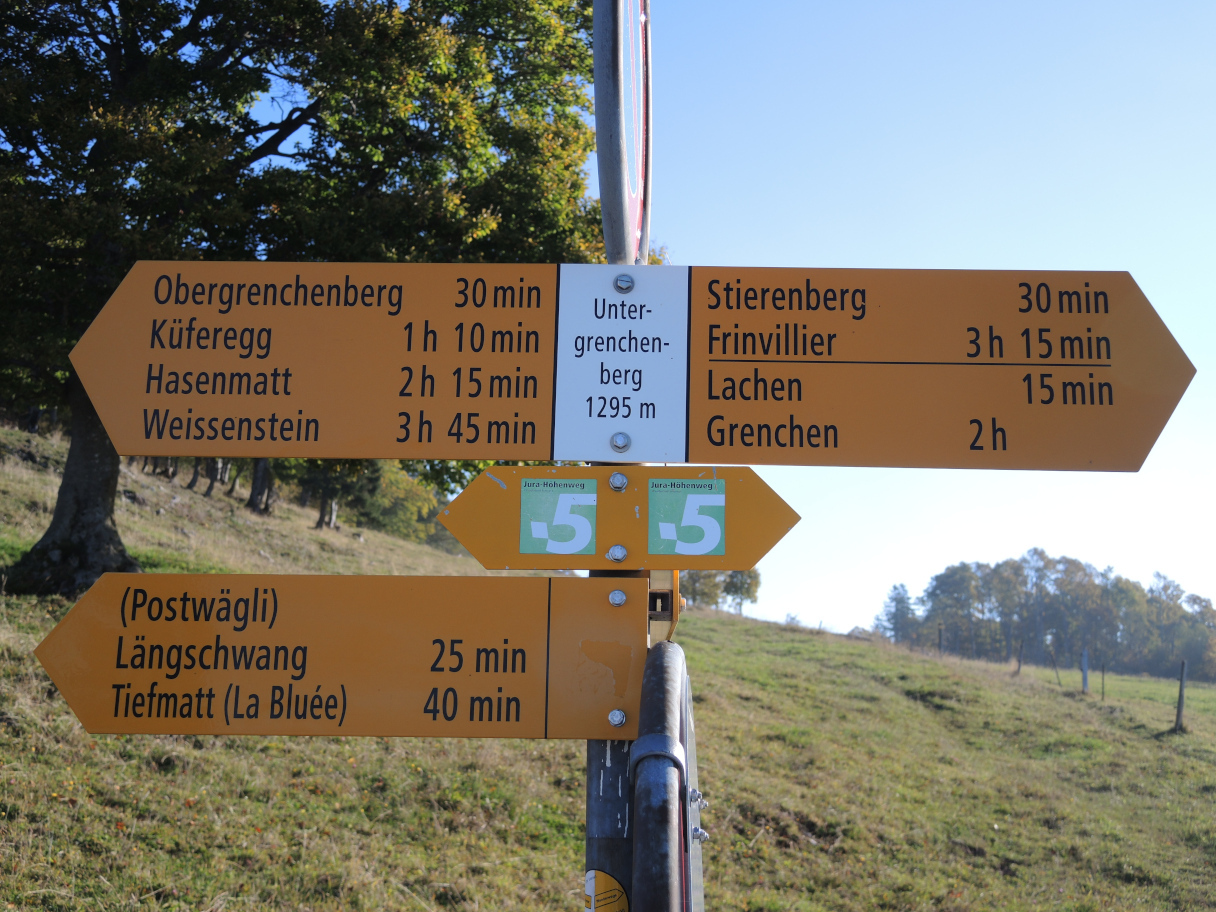 Obergrenchenberg 30 min
Küferegg 1 h 10 min
Hasenmatt 2 h 15 min
Weissenstein 3 h 45 min
Unter-
grenchen-
berg
1295 m
Stierenberg 30 min
Frinvillier 3 h 15 min
Lachen 15 min
Grenchen 2 h
Jura-Höhenweg
5
Jura-Höhenweg
5
(Postwägli)
Längschwang 25 min
Tiefmatt (La Bluée) 40 min